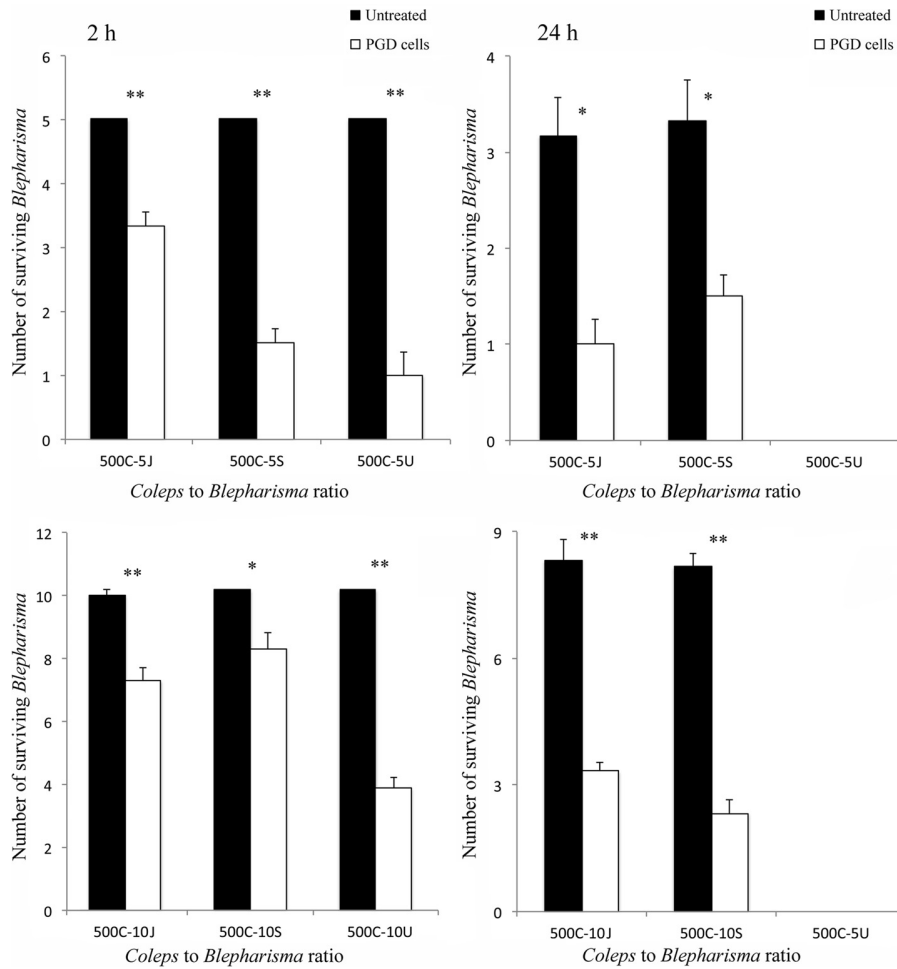 2 h
Untreated
PGD cells
Number of surviving Blepharisma
6
5
4
3
2
1
0
** ** **
500C-5J 500C-5S 500C-5U
Coleps to Blepharisma ratio
24 h
Untreated
PGD cells
Number of surviving Blepharisma
4
3
2
1
0
* *
500C-5J 500C-5S 500C-5U
Coleps to Blepharisma ratio
Number of surviving Blepharisma
12
10
8
6
4
2
0
** * **
500C-10J 500C-10S 500C-10U
Coleps to Blepharisma ratio
Number of surviving Blepharisma
9
6
3
0
** **
500C-10J 500C-10S 500C-5U
Coleps to Blepharisma ratio